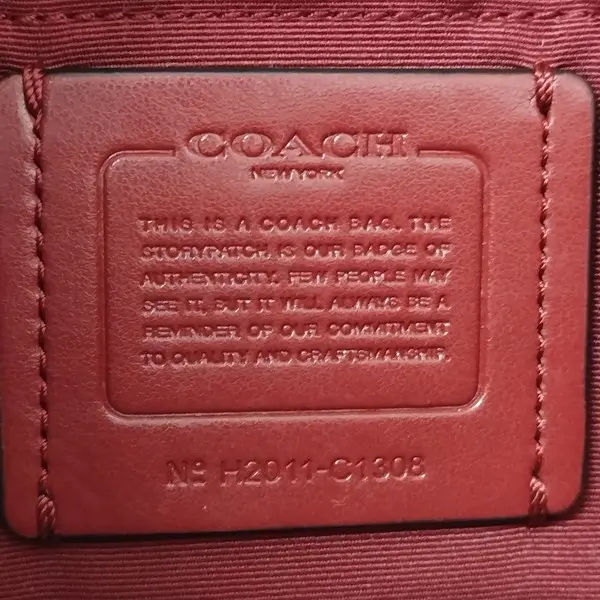 COACH
NEW YORK
THIS IS A COACH BAG. THE
STORYPATCH IS OUR BADGE OF
AUTHENTICITY. FEW PEOPLE MAY
SEE IT, BUT IT WILL ALWAYS BE A
REMINDER OF OUR COMMITMENT
TO QUALITY AND CRAFTSMANSHIP.
Nº H2011-C1308